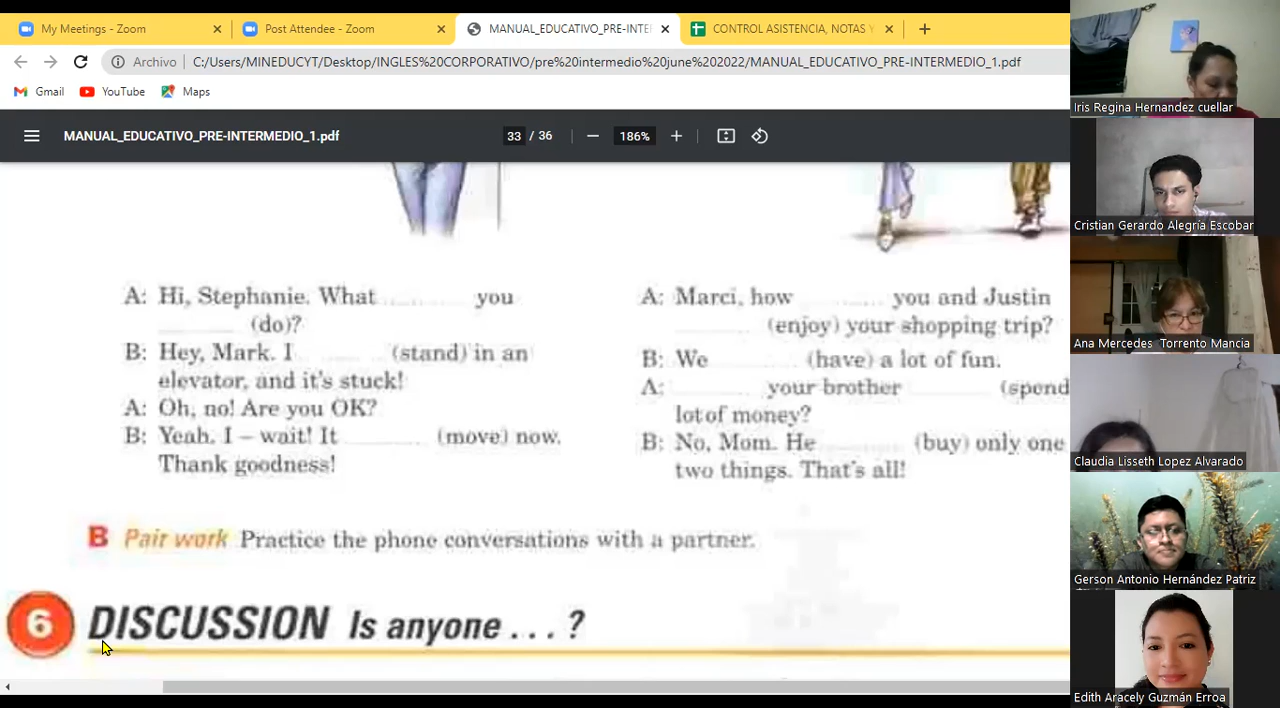 My Meetings - Zoom
Post Attendee - Zoom
MANUAL_EDUCATIVO_PRE-INTE
CONTROL ASISTENCIA, NOTAS Y
Archivo
C:/Users/MINEDUCYT/Desktop/INGLES%20CORPORATIVO/pre%20intermedio%20june%202022/MANUAL_EDUCATIVO_PRE-INTERMEDIO_1.pdf
Gmail
YouTube
Maps
MANUAL_EDUCATIVO_PRE-INTERMEDIO_1.pdf
33 / 36
186%
A: Hi, Stephanie. What ........ you
........ (do)?
B: Hey, Mark. I ........ (stand) in an
elevator, and it's stuck!
A: Oh, no! Are you OK?
B: Yeah. I – wait! It ........ (move) now.
Thank goodness!
A: Marci, how ........ you and Justin
........ (enjoy) your shopping trip?
B: We ........ (have) a lot of fun.
A: ........ your brother ........ (spend
lot of money?
B: No, Mom. He ........ (buy) only one
two things. That's all!
B Pair work Practice the phone conversations with a partner.
6 DISCUSSION Is anyone . . . ?
Iris Regina Hernandez cuellar
Cristian Gerardo Alegría Escobar
Ana Mercedes Torrento Mancia
Claudia Lisseth Lopez Alvarado
Gerson Antonio Hernández Patriz
Edith Aracely Guzmán Erroa